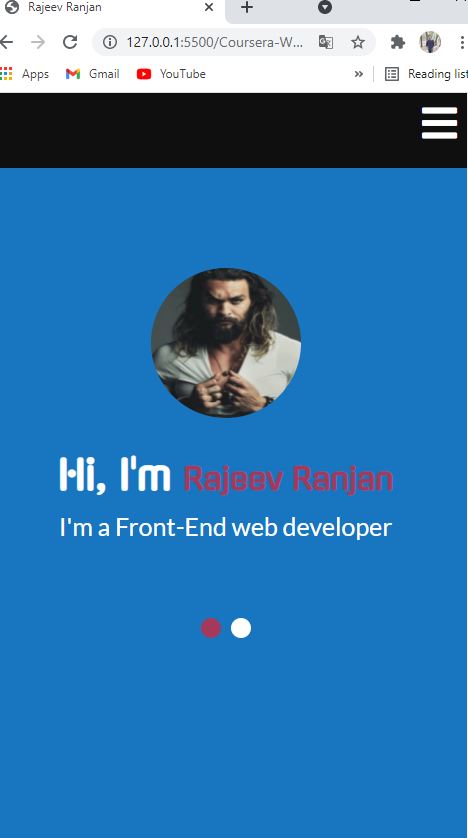 Rajeev Ranjan
127.0.0.1:5500/Coursera-W...
Apps Gmail YouTube » Reading list
Hi, I'm Rajeev Ranjan
I'm a Front-End web developer